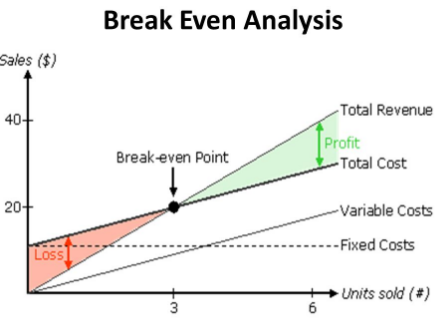 Break Even Analysis
Sales ($)
40
Total Revenue
Profit
Break-even Point
Total Cost
20
Variable Costs
Loss
Fixed Costs
3
6
Units sold (#)